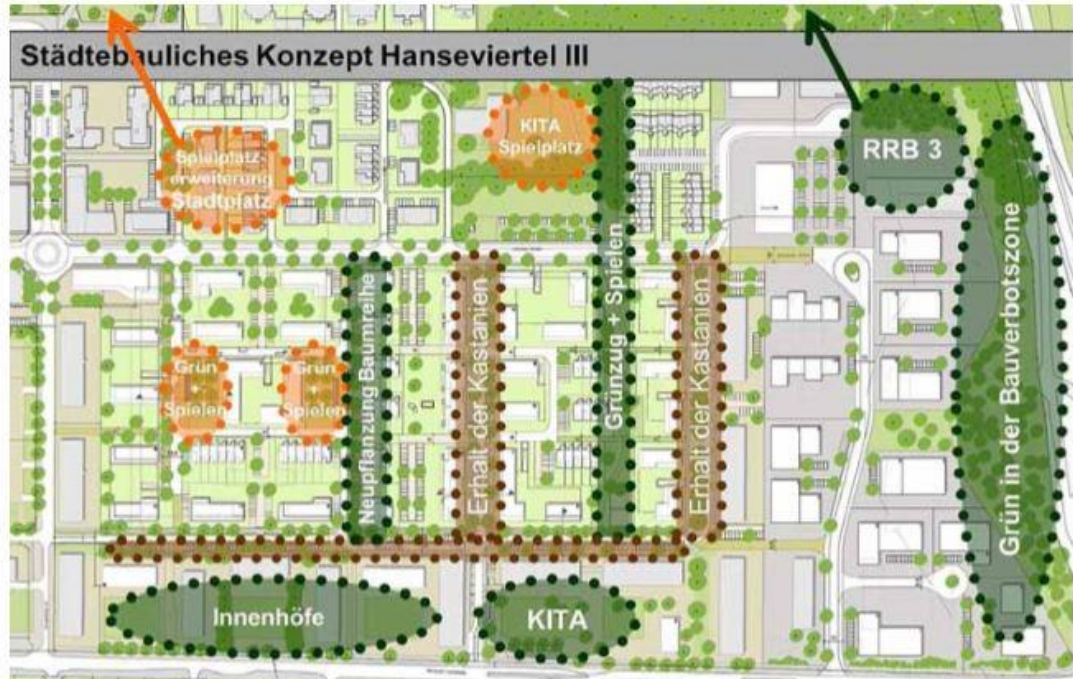 Städtebauliches Konzept Hanseviertel III
Spielplatz-
erweiterung
Stadtplatz
KITA
Spielplatz
RRB 3
Grün
+
Spielen
Grün
+
Spielen
Neupflanzung Baumreihe
Erhalt der Kastanien
Grünzug + Spielen
Erhalt der Kastanien
Grün in der Bauverbotszone
Innenhöfe
KITA